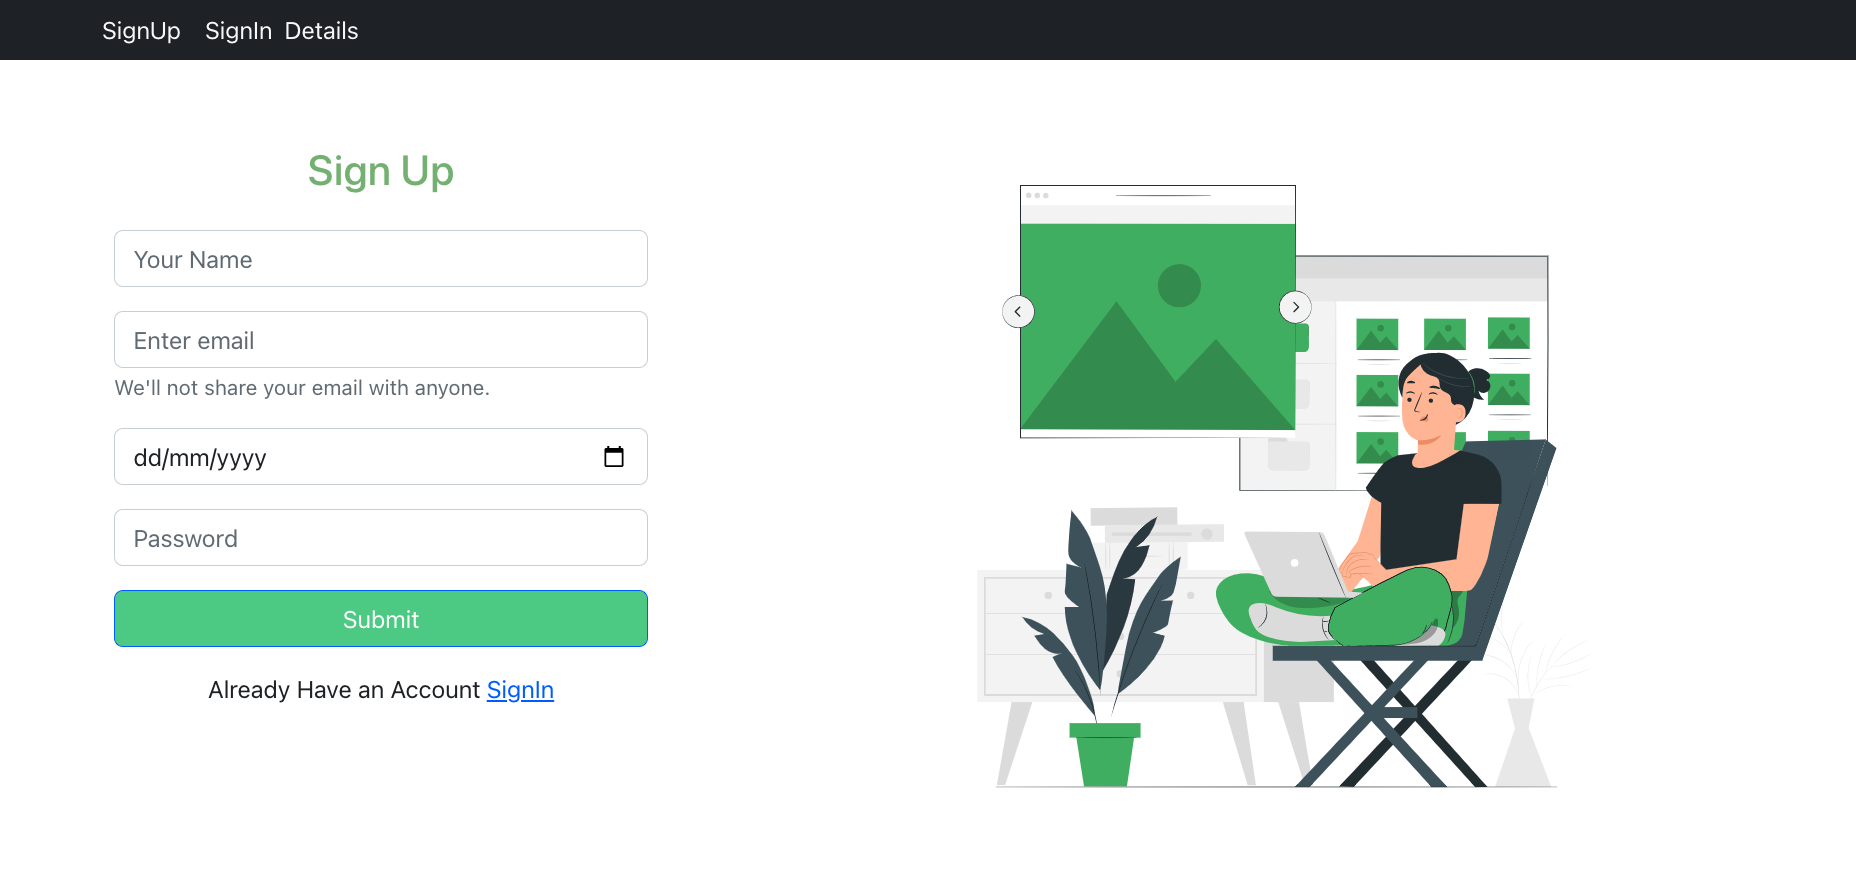 SignUp SignIn Details
Sign Up
Your Name
Enter email
We'll not share your email with anyone.
dd/mm/yyyy
Password
Submit
Already Have an Account SignIn